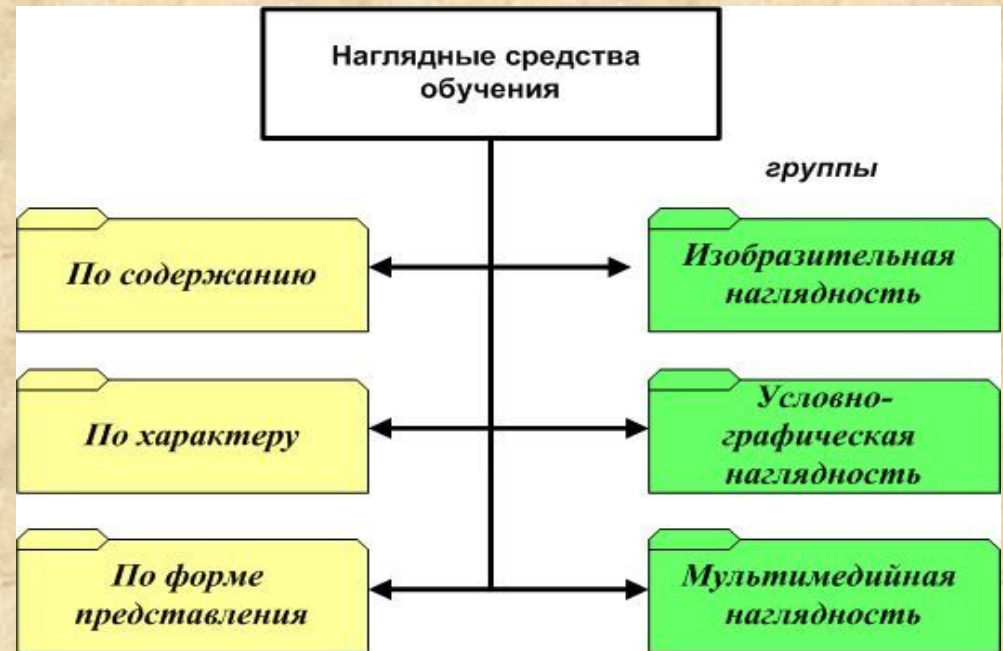 Наглядные средства
обучения
группы
По содержанию
Изобразительная
наглядность
По характеру
Условно-
графическая
наглядность
По форме
представления
Мультимедийная
наглядность